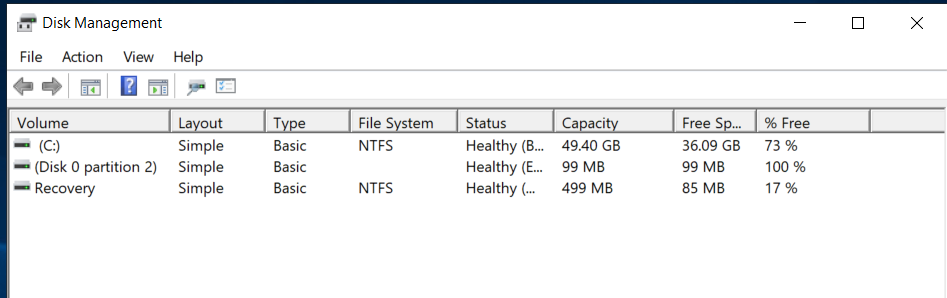 Disk Management
File Action View Help
Volume Layout Type File System Status Capacity Free Sp... % Free
(C:) Simple Basic NTFS Healthy (B... 49.40 GB 36.09 GB 73 %
(Disk 0 partition 2) Simple Basic Healthy (E... 99 MB 99 MB 100 %
Recovery Simple Basic NTFS Healthy (... 499 MB 85 MB 17 %